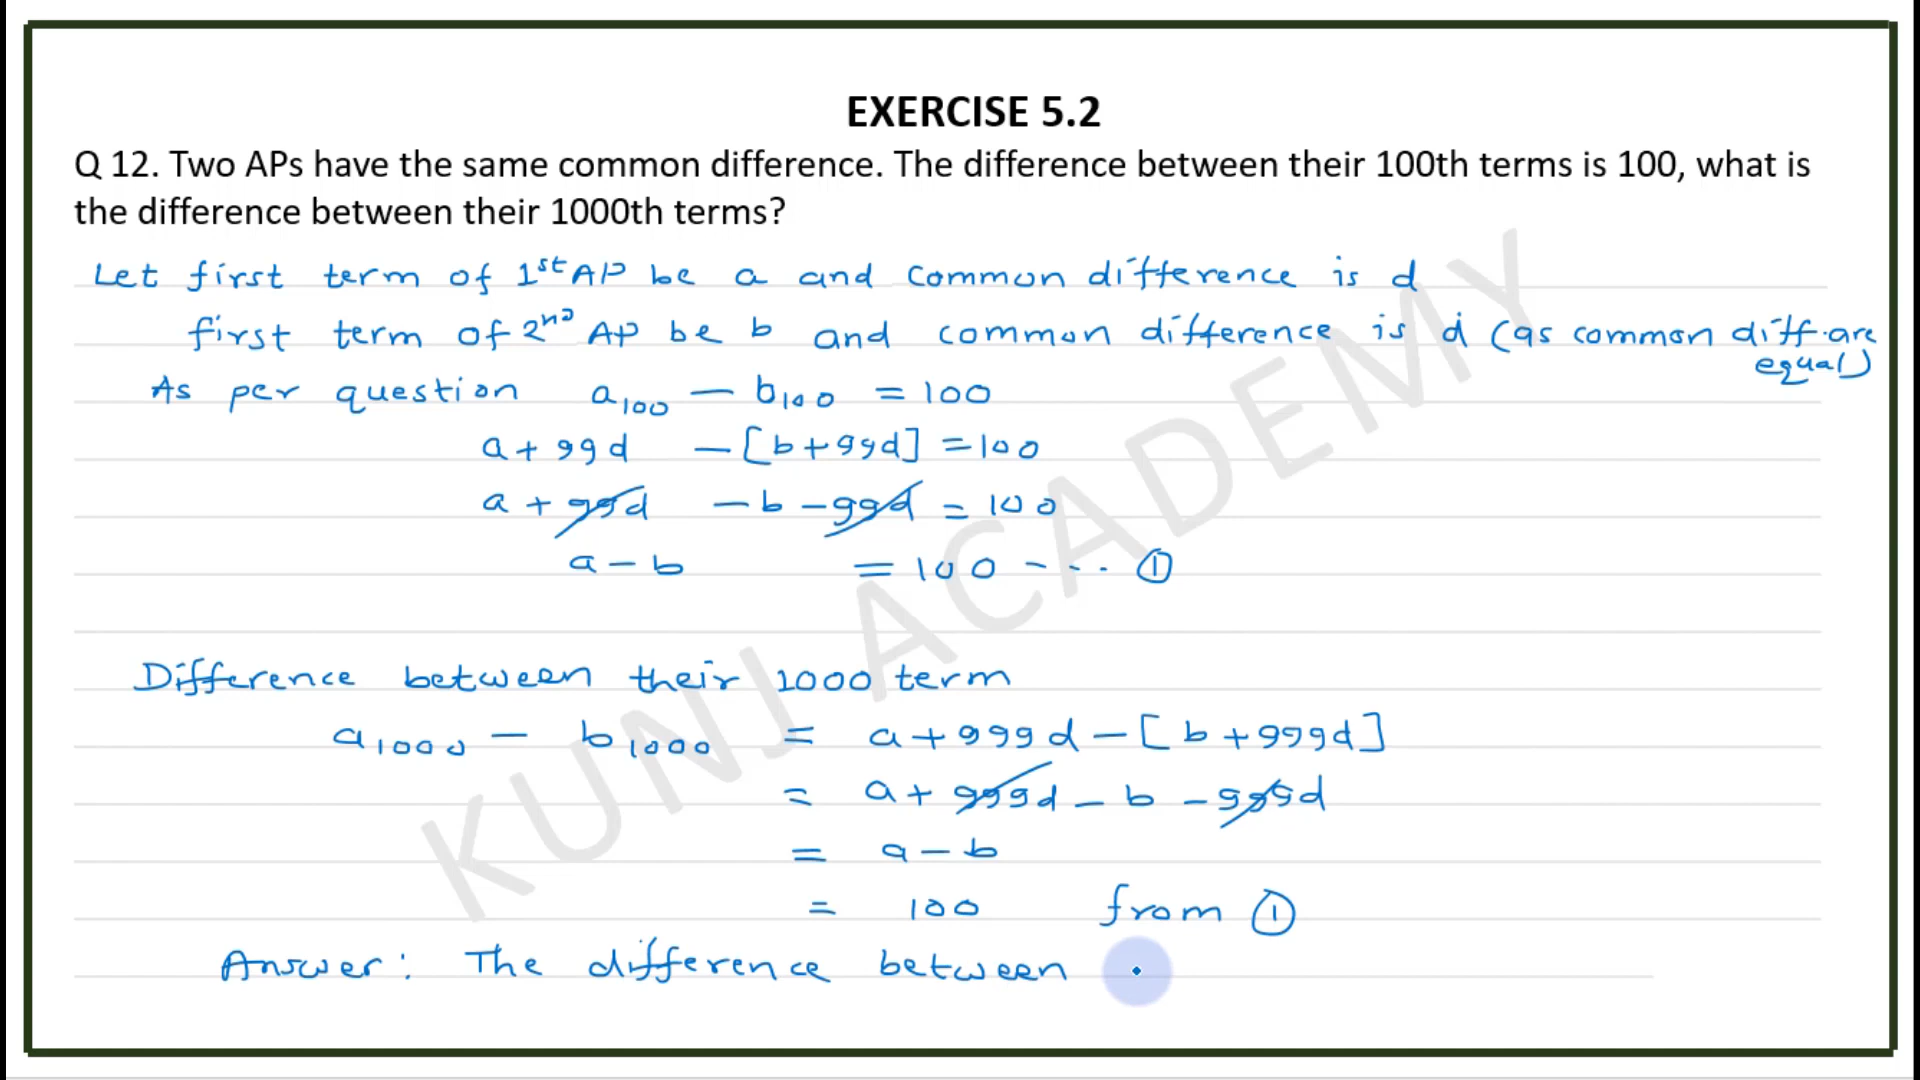 EXERCISE 5.2
Q 12. Two APs have the same common difference. The difference between their 100th terms is 100, what is
the difference between their 1000th terms?
Let first term of 1st AP be a and common difference is d
first term of 2nd AP be b and common difference is d (as common diff. are
equal)
As per question a100 – b100 = 100
a + 99d – [b + 99d] = 100
a + 99d – b – 99d = 100
a – b = 100 - - . . ①
Difference between their 1000 term
a1000 – b1000 = a + 999d – [b + 999d]
= a + 999d – b – 999d
= a – b
= 100 from ①
Answer: The difference between
KUNJ ACADEMY